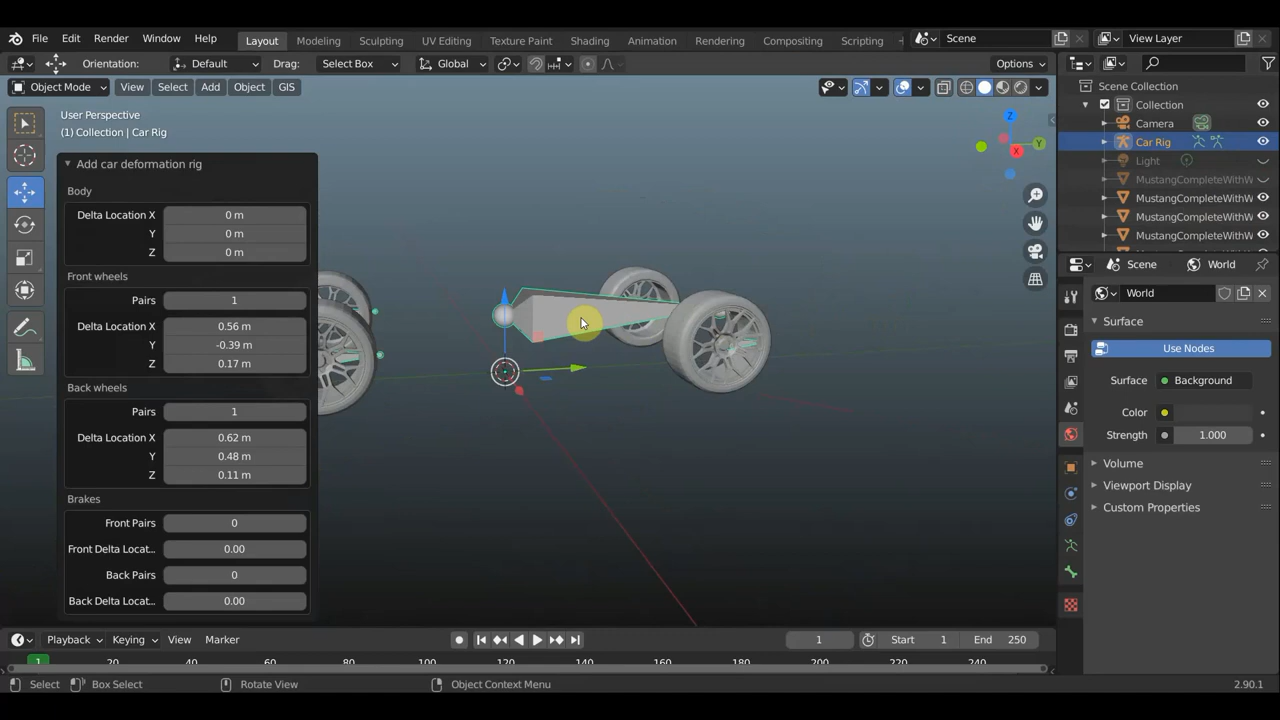 File Edit Render Window Help Layout Modeling Sculpting UV Editing Texture Paint Shading Animation Rendering Compositing Scripting Scene View Layer
Orientation: Default Drag: Select Box Global Options
Object Mode View Select Add Object GIS
User Perspective
(1) Collection | Car Rig
Add car deformation rig
Body
Delta Location X 0 m
Y 0 m
Z 0 m
Front wheels
Pairs 1
Delta Location X 0.56 m
Y -0.39 m
Z 0.17 m
Back wheels
Pairs 1
Delta Location X 0.62 m
Y 0.48 m
Z 0.11 m
Brakes
Front Pairs 0
Front Delta Locat... 0.00
Back Pairs 0
Back Delta Locat... 0.00
Z
Y
X
Scene Collection
Collection
Camera
Car Rig
Light
MustangCompleteWithW
MustangCompleteWithW
MustangCompleteWithW
MustangCompleteWithW
Scene World
World
Surface
Use Nodes
Surface Background
Color
Strength 1.000
Volume
Viewport Display
Custom Properties
Playback Keying View Marker 1 Start 1 End 250
1 20 40 60 80 100 120 140 160 180 200 220 240
Select Box Select Rotate View Object Context Menu 2.90.1